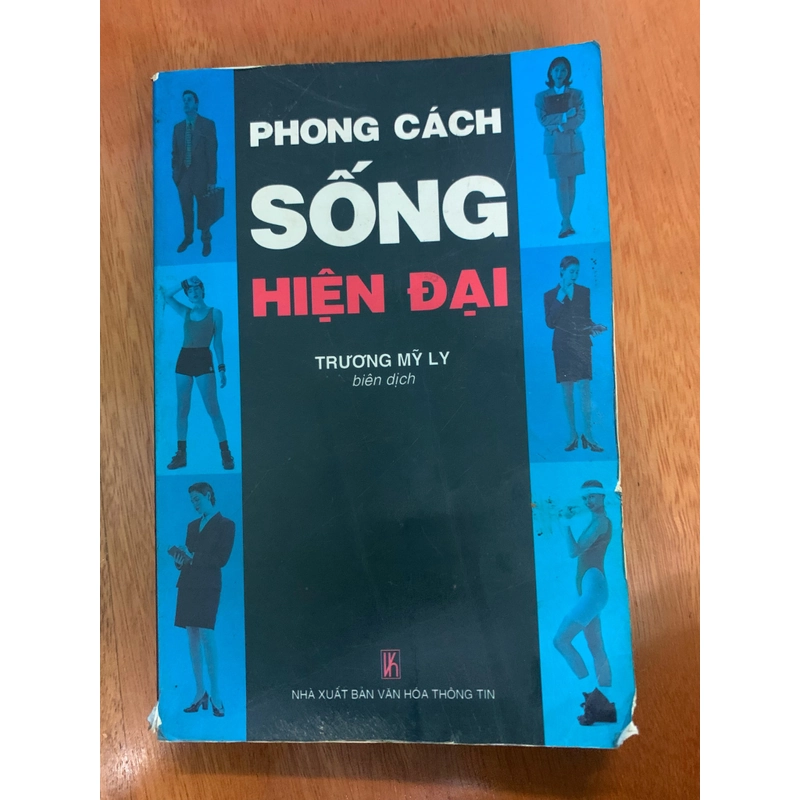 PHONG CÁCH
SỐNG
HIỆN ĐẠI
TRƯƠNG MỸ LY
biên dịch
NHÀ XUẤT BẢN VĂN HÓA THÔNG TIN